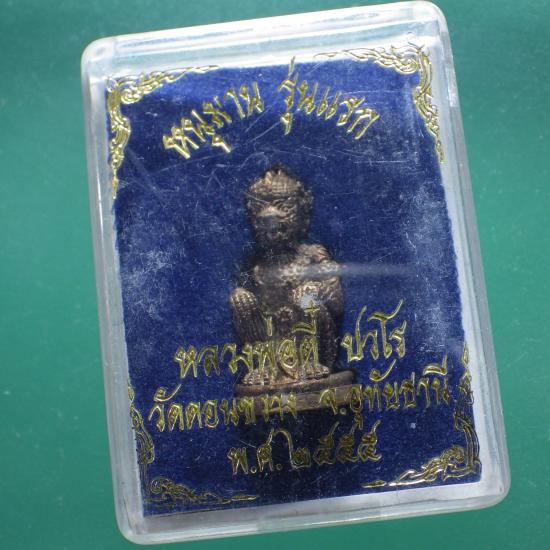 หนุมาน รุ่นแรก
หลวงพ่อตี๋ ปวโร
วัดดอนขวาง จ.อุทัยธานี
พ.ศ.๒๕๕๕